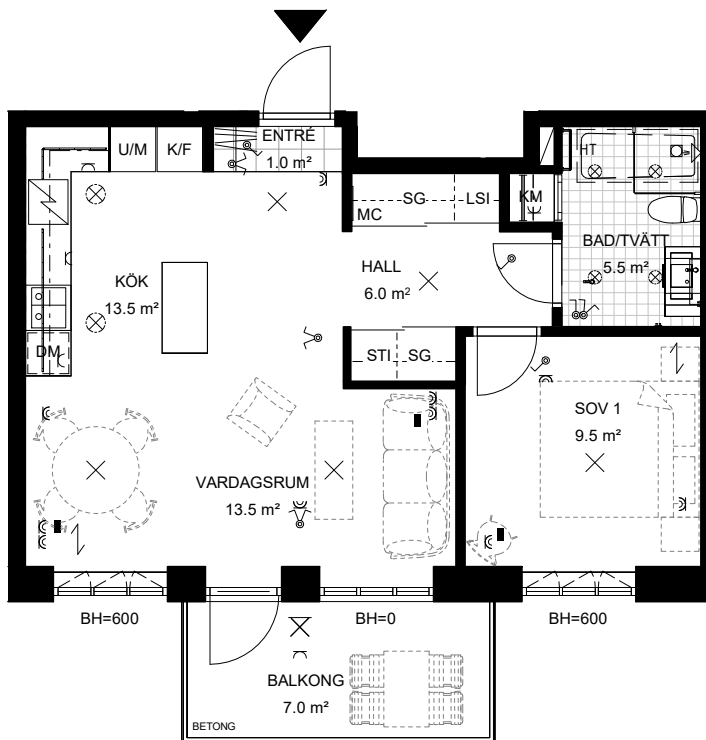 ENTRÉ
1.0 m²
U/M
K/F
HT
SG
LSI
KM
MC
BAD/TVÄTT
5.5 m²
HALL
6.0 m²
KÖK
13.5 m²
DM
STI
SG
SOV 1
9.5 m²
VARDAGSRUM
13.5 m²
BH=600
BH=0
BH=600
BALKONG
7.0 m²
BETONG